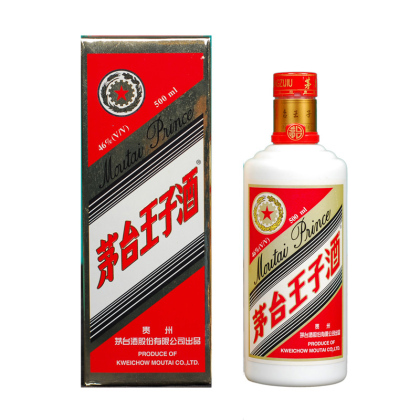 500 ml
46%(V/V)
Moutai Prince
茅台王子酒
®
贵州
茅台酒股份有限公司出品
PRODUCE OF
KWEICHOW MOUTAI CO.,LTD.
500 ml
46%(V/V)
Moutai Prince
茅台王子酒
贵州
茅台酒股份有限公司出品
PRODUCE OF
KWEICHOW MOUTAI CO.,LTD.